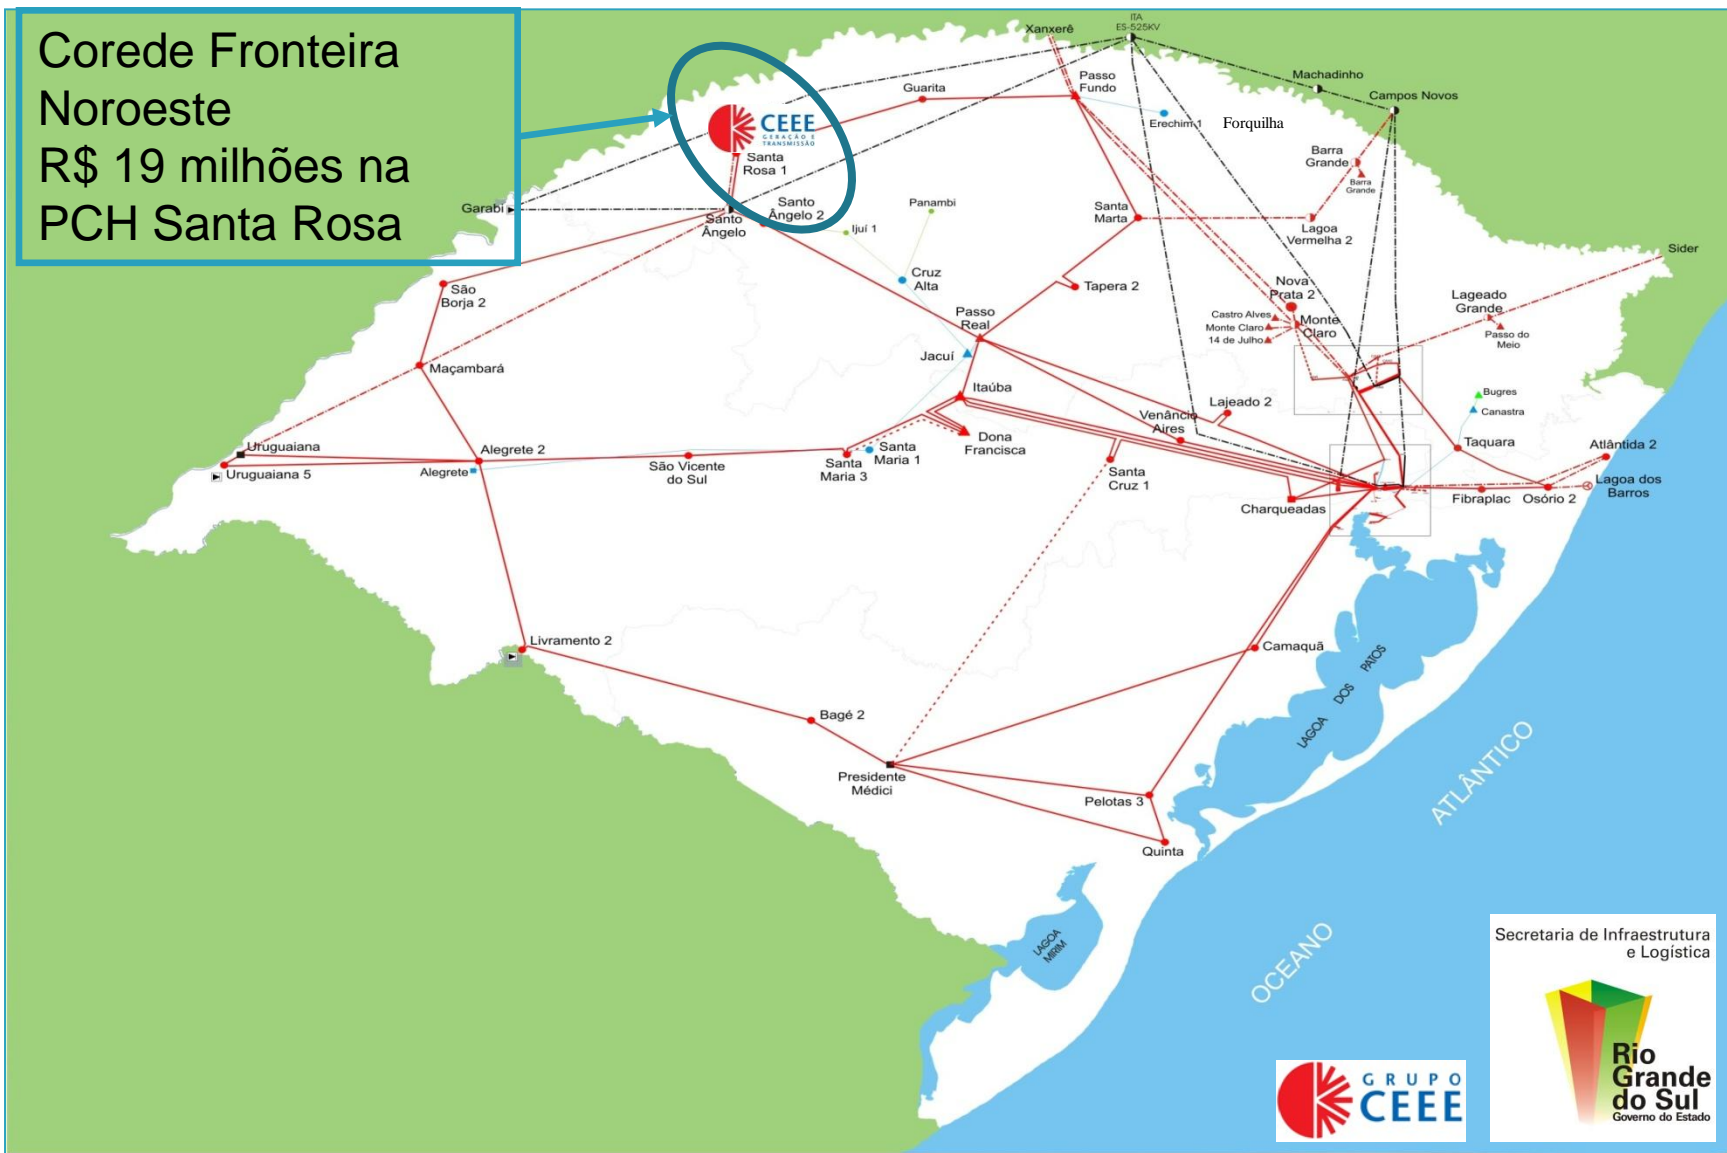 Corede Fronteira
Noroeste
R$ 19 milhões na
PCH Santa Rosa
ITA
ES-525KV
Xanxerê
Machadinho
Campos Novos
Passo
Fundo
Guarita
Erechim 1
Forquilha
CEEE
GERAÇÃO E
TRANSMISSÃO
Santa
Rosa 1
Barra
Grande
Barra
Grande
Garabi
Santo
Ângelo 2
Santo
Ângelo
Panambi
Ijuí 1
Santa
Marta
Lagoa
Vermelha 2
Sider
Cruz
Alta
Tapera 2
Nova
Prata 2
Lageado
Grande
São
Borja 2
Passo
Real
Castro Alves
Monte Claro
14 de Julho
Monte
Claro
Passo do
Meio
Jacuí
Maçambará
Itaúba
Lajeado 2
Bugres
Canastra
Venâncio
Aires
Uruguaiana
Alegrete 2
Santa
Maria 1
Dona
Francisca
Taquara
Atlântida 2
Uruguaiana 5
Alegrete
São Vicente
do Sul
Santa
Maria 3
Santa
Cruz 1
Charqueadas
Fibraplac
Osório 2
Lagoa dos
Barros
Livramento 2
Camaquã
LAGOA DOS PATOS
Bagé 2
Presidente
Médici
Pelotas 3
Quinta
OCEANO ATLÂNTICO
LAGOA
MIRIM
Secretaria de Infraestrutura
e Logística
GRUPO
CEEE
Rio
Grande
do Sul
Governo do Estado